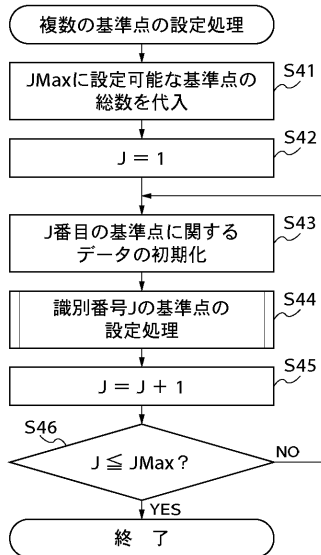 複数の基準点の設定処理
S41
JMaxに設定可能な基準点の
総数を代入
S42
J = 1
S43
J番目の基準点に関する
データの初期化
S44
識別番号Jの基準点の
設定処理
S45
J = J + 1
S46
J ≦ JMax？
NO
YES
終 了